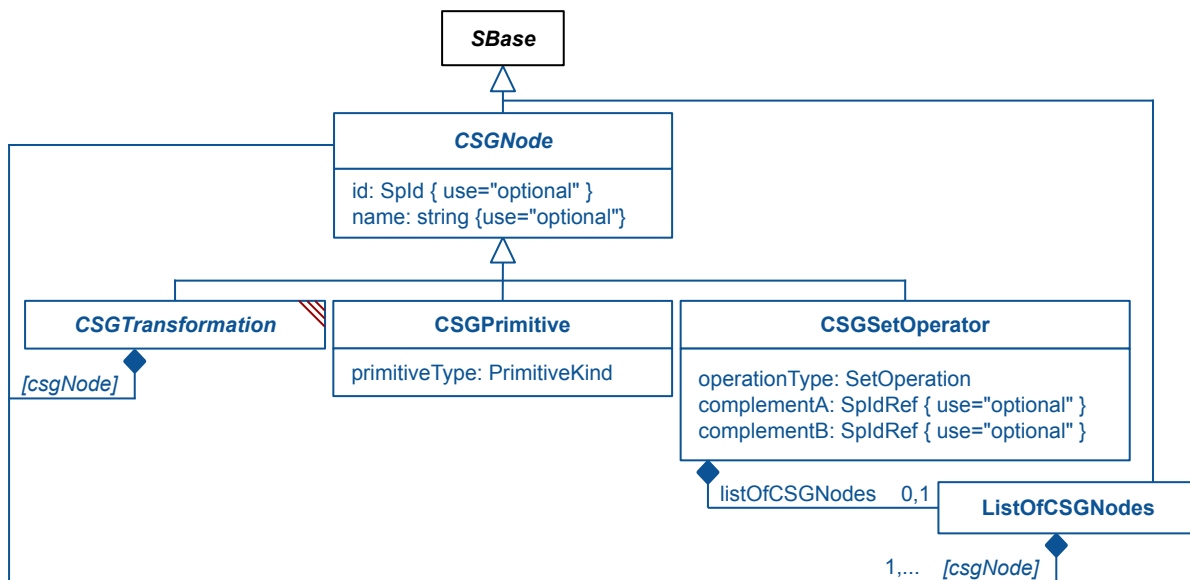 SBase
CSGNode
id: SpId { use="optional" }
name: string {use="optional"}
CSGTransformation
CSGPrimitive
CSGSetOperator
[csgNode]
primitiveType: PrimitiveKind
operationType: SetOperation
complementA: SpIdRef { use="optional" }
complementB: SpIdRef { use="optional" }
listOfCSGNodes 0,1
ListOfCSGNodes
1,... [csgNode]